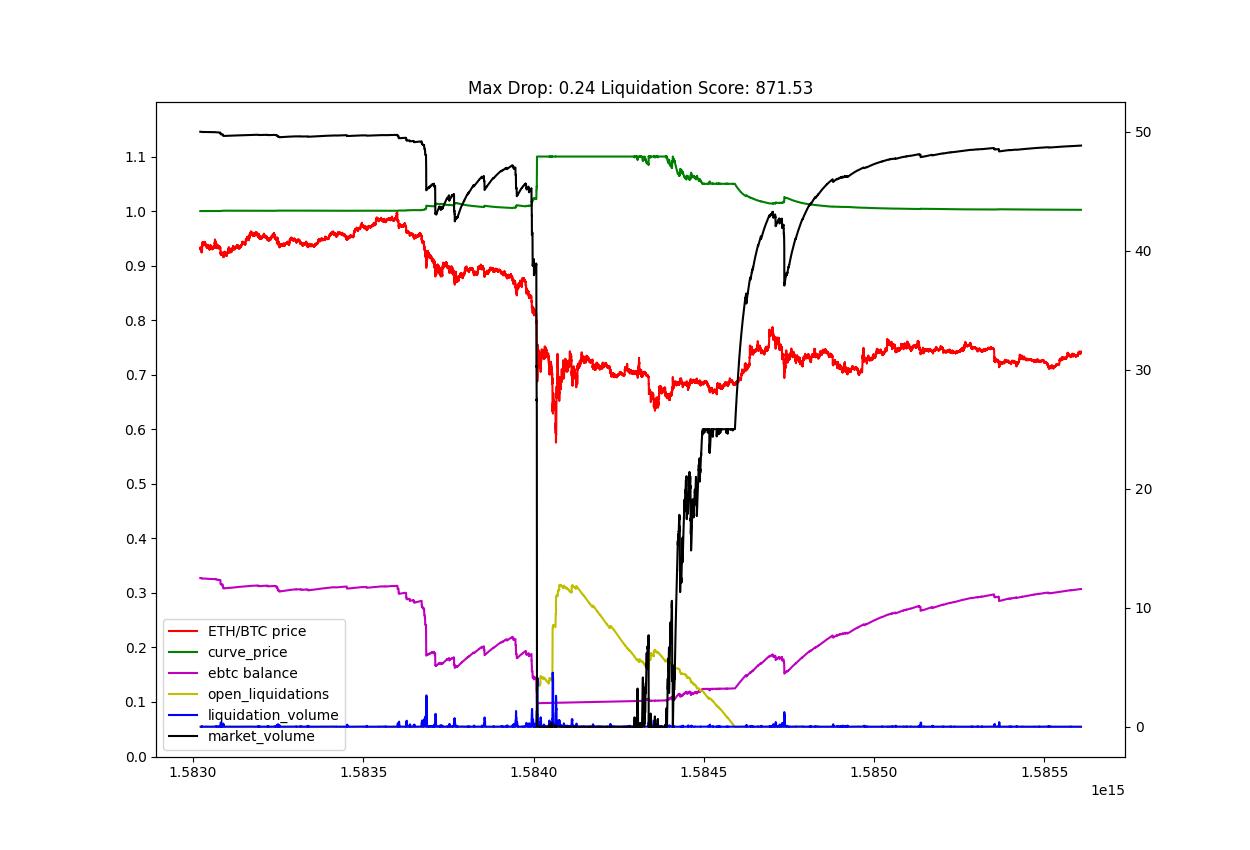 Max Drop: 0.24 Liquidation Score: 871.53
1.1
1.0
0.9
0.8
0.7
0.6
0.5
0.4
0.3
0.2
0.1
0.0
50
40
30
20
10
0
ETH/BTC price
curve_price
ebtc balance
open_liquidations
liquidation_volume
market_volume
1.5830 1.5835 1.5840 1.5845 1.5850 1.5855
1e15